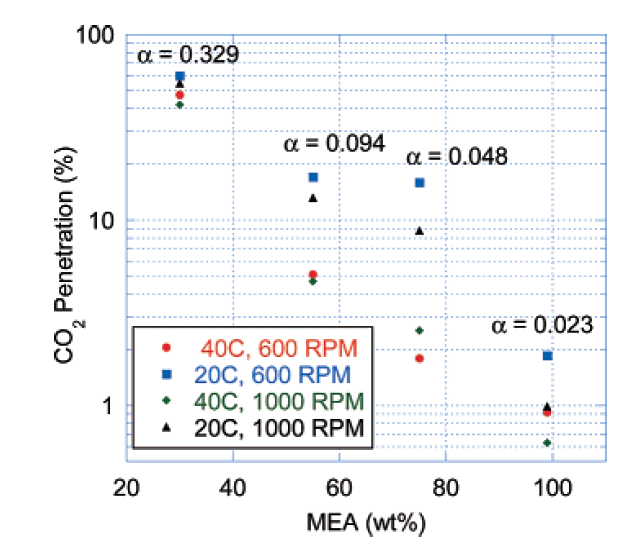 100
α = 0.329
α = 0.094
α = 0.048
10
CO2 Penetration (%)
α = 0.023
40C, 600 RPM
20C, 600 RPM
40C, 1000 RPM
20C, 1000 RPM
1
20 40 60 80 100
MEA (wt%)